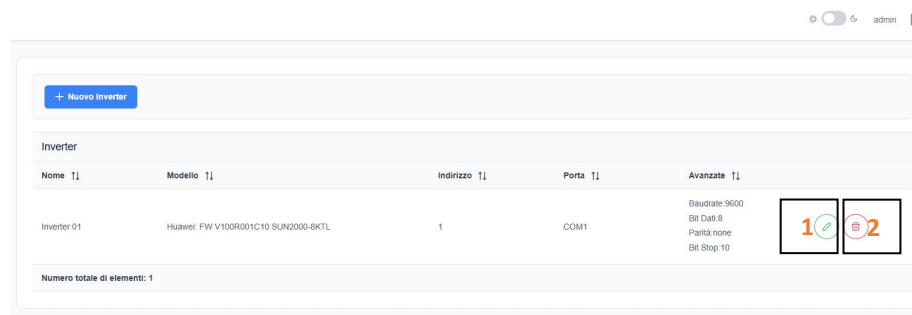 admin
+ Nuovo Inverter
Inverter
Nome ↑↓ Modello ↑↓ Indirizzo ↑↓ Porta ↑↓ Avanzate ↑↓
Inverter 01 Huawei: FW V100R001C10 SUN2000-8KTL 1 COM1
Baudrate:9600
Bit Dati:8
Parità:none
Bit Stop:10
1 2
Numero totale di elementi: 1